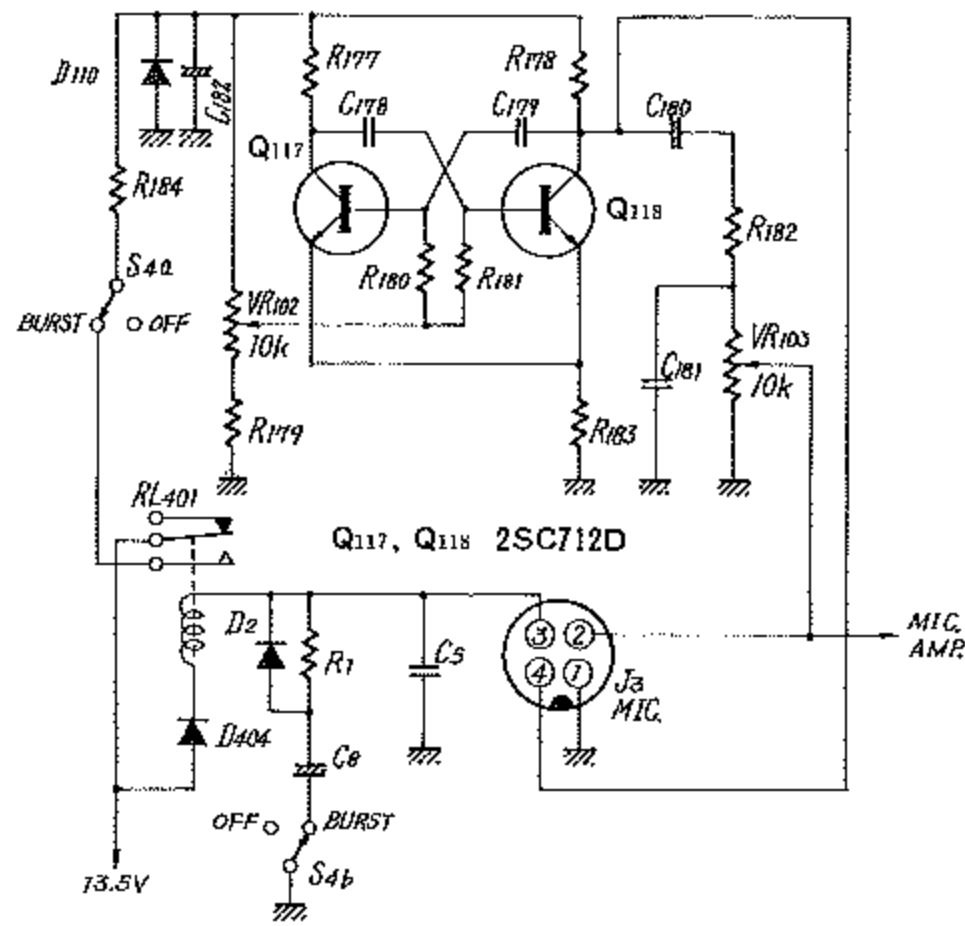 D110
C182
R177
R178
C178
C179
C180
Q117
Q118
R184
R182
S4a
R180
R181
VR102
10k
BURST
OFF
VR103
10k
C181
R179
R183
RL401
Q117, Q118 2SC712D
D2
R1
C5
3
2
4
1
J3
MIC.
MIC.
AMP.
D404
C8
OFF
BURST
13.5V
S4b